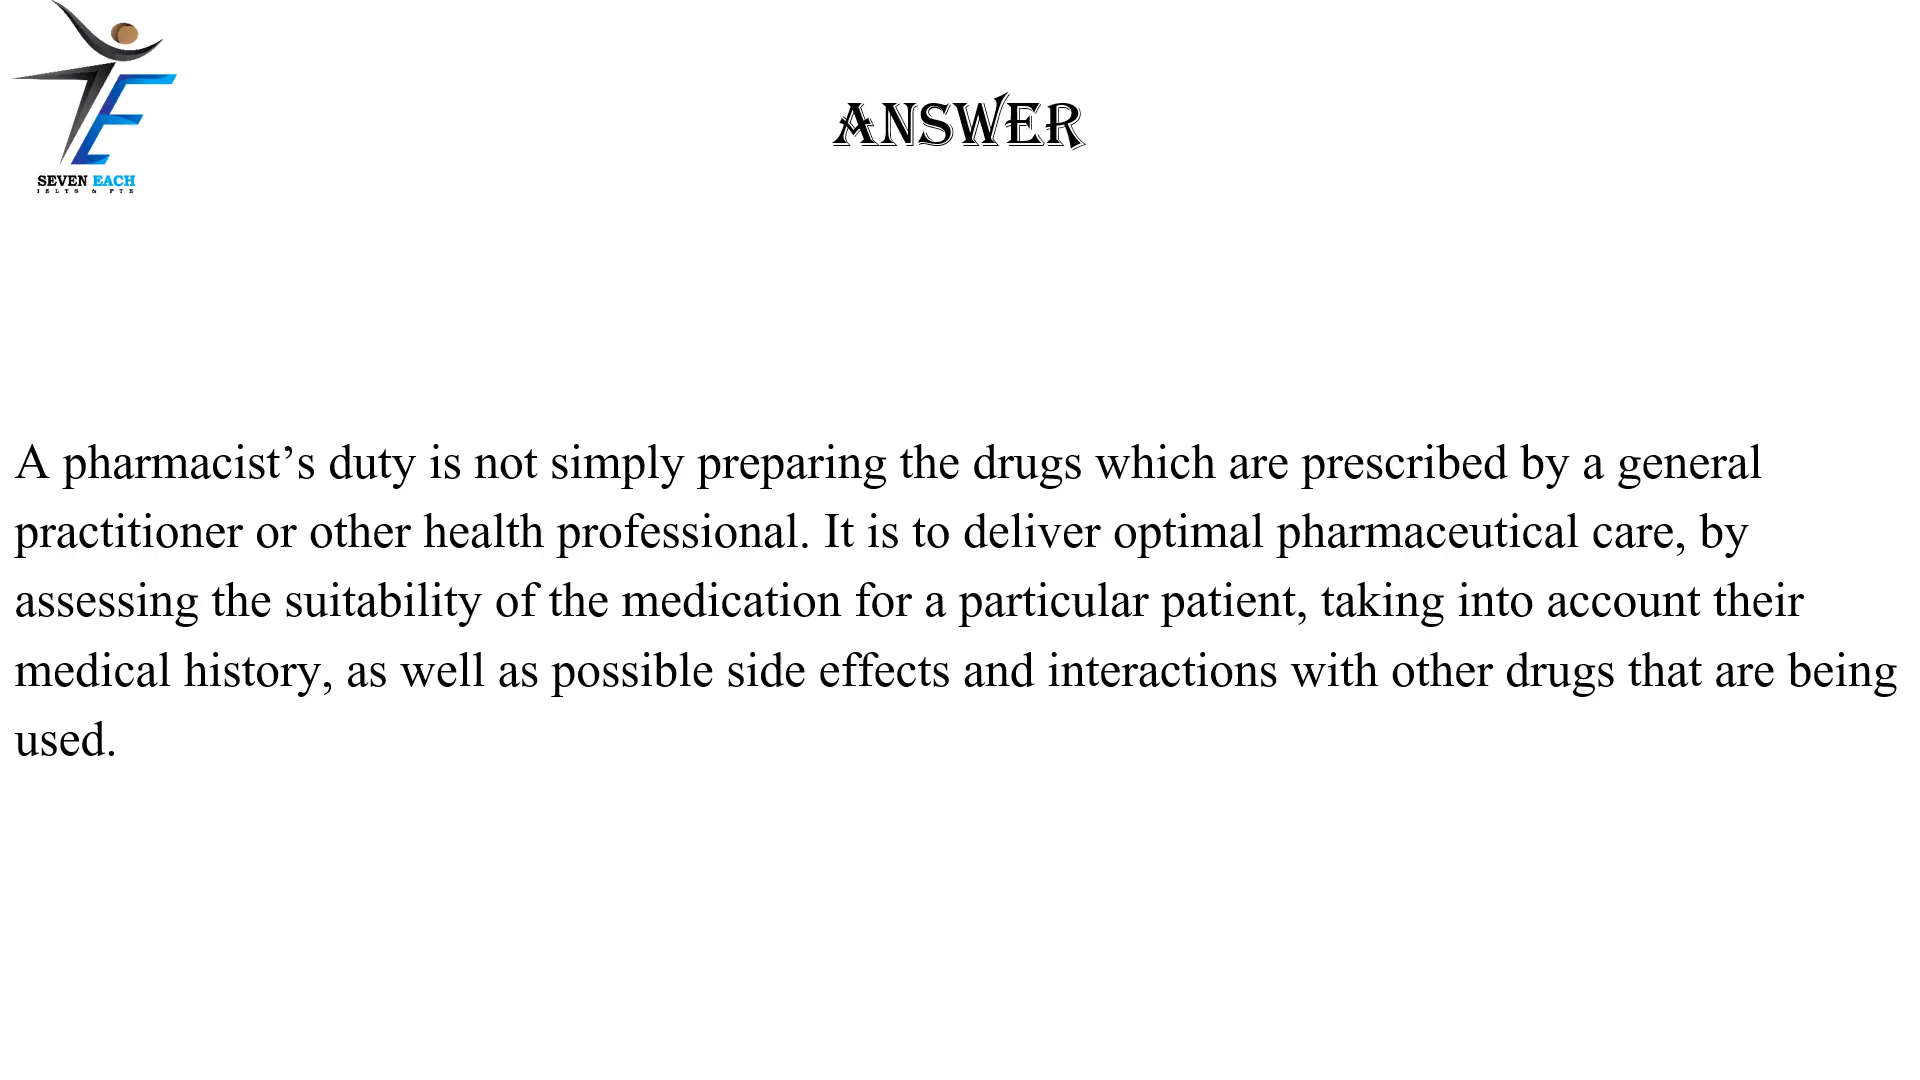 SEVEN EACH
IELTS & PTE
ANSWER
A pharmacist’s duty is not simply preparing the drugs which are prescribed by a general
practitioner or other health professional. It is to deliver optimal pharmaceutical care, by
assessing the suitability of the medication for a particular patient, taking into account their
medical history, as well as possible side effects and interactions with other drugs that are being
used.